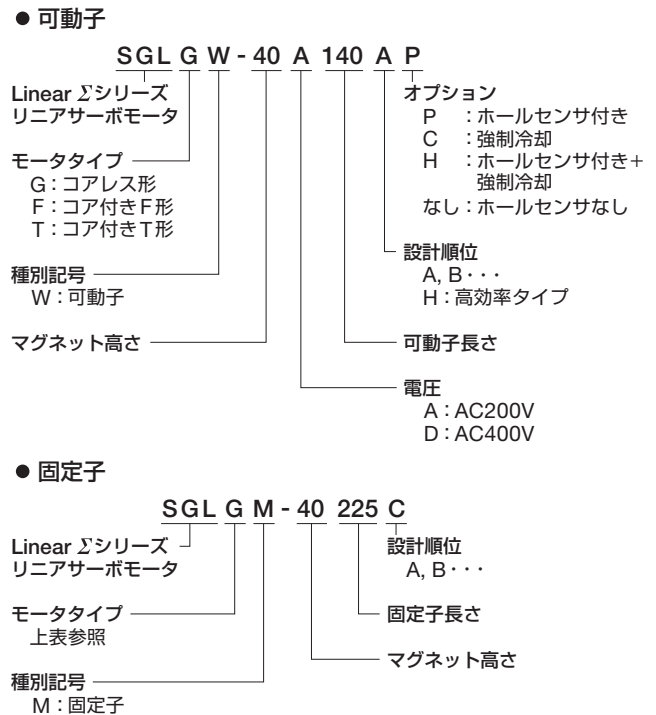 ● 可動子
SGL G W - 40 A 140 A P
Linear Σシリーズ
リニアサーボモータ
モータタイプ
G：コアレス形
F：コア付きF形
T：コア付きT形
種別記号
W：可動子
マグネット高さ
オプション
P ：ホールセンサ付き
C ：強制冷却
H ：ホールセンサ付き＋
強制冷却
なし：ホールセンサなし
設計順位
A, B・・・
H：高効率タイプ
可動子長さ
電圧
A：AC200V
D：AC400V
● 固定子
SGL G M - 40 225 C
Linear Σシリーズ
リニアサーボモータ
モータタイプ
上表参照
種別記号
M：固定子
設計順位
A, B・・・
固定子長さ
マグネット高さ